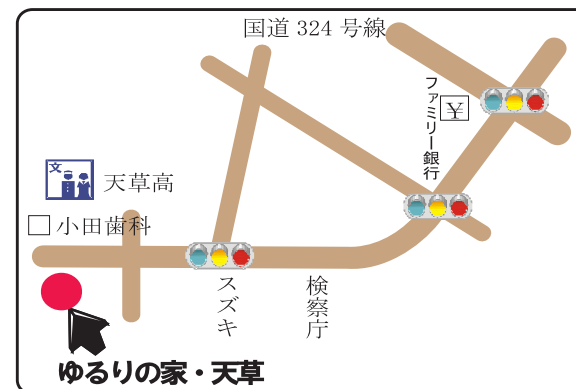 国道 324 号線
ファミリー銀行
¥
文
天草高
小田歯科
スズキ
検察庁
ゆるりの家・天草